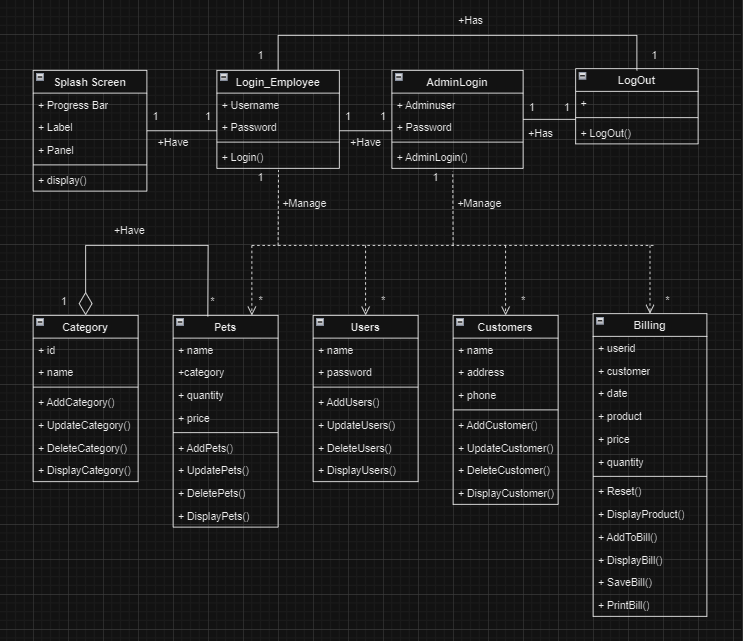 +Has
1
1
Splash Screen
+ Progress Bar
+ Label
+ Panel
+ display()
1
1
+Have
Login_Employee
+ Username
+ Password
+ Login()
1
1
+Have
AdminLogin
+ Adminuser
+ Password
+ AdminLogin()
1
1
+Has
LogOut
+
+ LogOut()
1
+Manage
1
+Manage
+Have
1
*
*
*
*
*
Category
+ id
+ name
+ AddCategory()
+ UpdateCategory()
+ DeleteCategory()
+ DisplayCategory()
Pets
+ name
+category
+ quantity
+ price
+ AddPets()
+ UpdatePets()
+ DeletePets()
+ DisplayPets()
Users
+ name
+ password
+ AddUsers()
+ UpdateUsers()
+ DeleteUsers()
+ DisplayUsers()
Customers
+ name
+ address
+ phone
+ AddCustomer()
+ UpdateCustomer()
+ DeleteCustomer()
+ DisplayCustomer()
Billing
+ userid
+ customer
+ date
+ product
+ price
+ quantity
+ Reset()
+ DisplayProduct()
+ AddToBill()
+ DisplayBill()
+ SaveBill()
+ PrintBill()